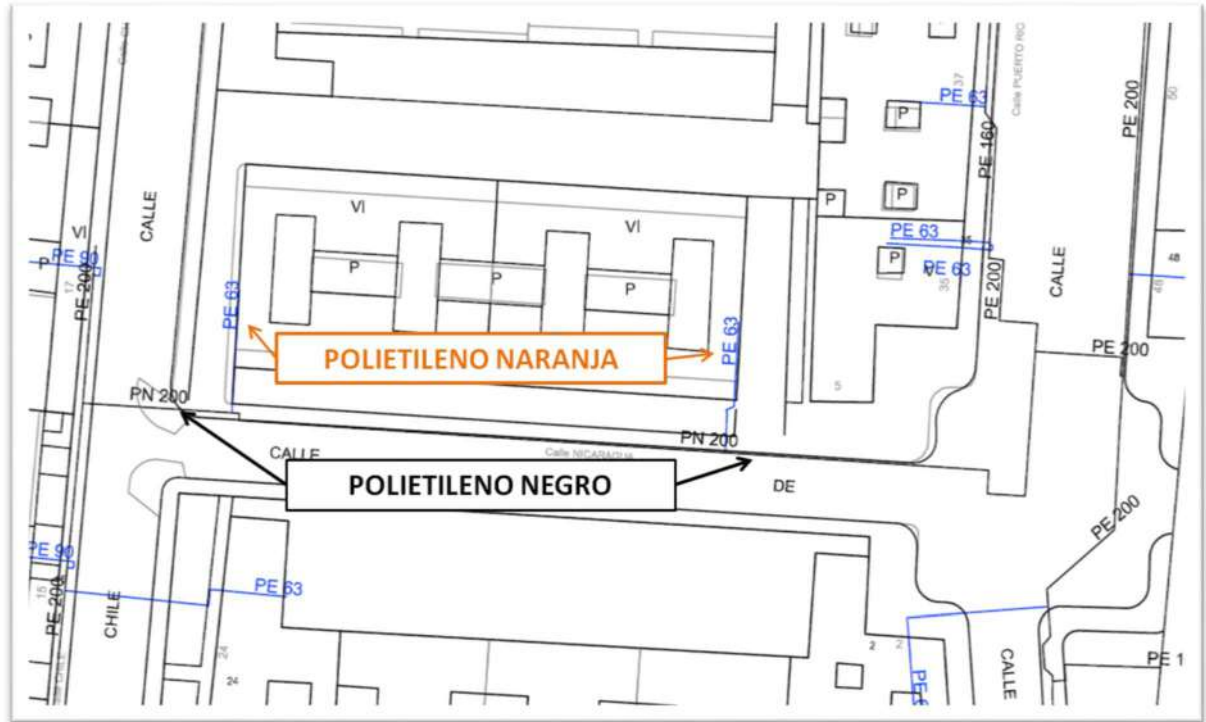 37
Calle PUERTO RIC
50
PE 63
P
PE 200
PE 160
CALLE
VI
VI
P
P
VI
PE 90
P
17
PE 200
P
P
P
PE 63
PE 63
P
35
PE 200
CALLE
48
48
PE 63
PE 63
POLIETILENO NARANJA
PE 200
5
PN 200
PN 200
CALLE
Calle NICARAGUA
DE
POLIETILENO NEGRO
PE 200
PE 90
15
PE 200
PE 63
CHILE
24
24
2
2
CALLE
PE 1